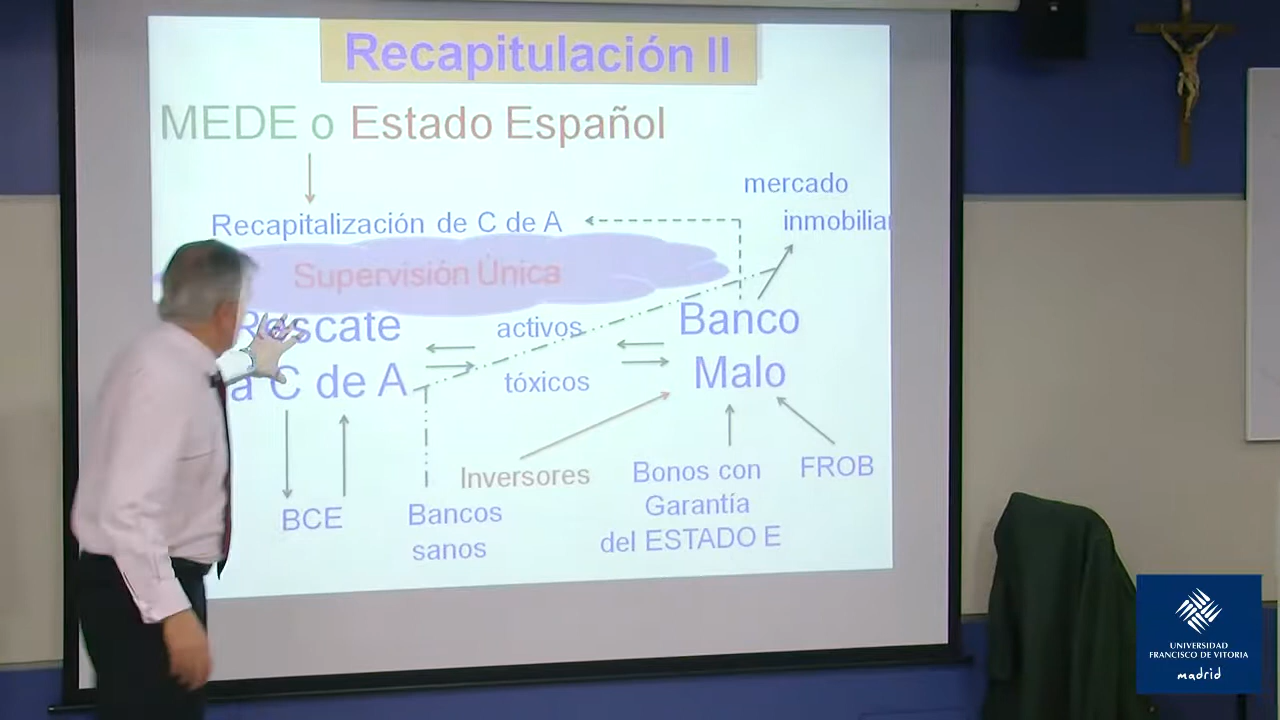 Recapitulación II
MEDE o Estado Español
mercado
inmobiliar
Recapitalización de C de A
Supervisión Única
Rescate
a C de A
activos
tóxicos
Banco
Malo
Inversores
Bonos con
Garantía
del ESTADO E
FROB
BCE
Bancos
sanos
UNIVERSIDAD
FRANCISCO DE VITORIA
madrid